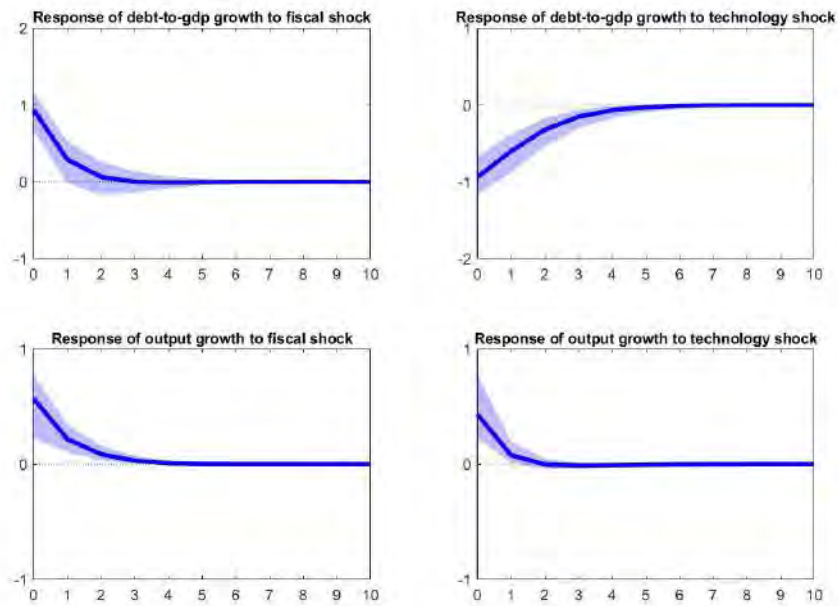 Response of debt-to-gdp growth to fiscal shock
2
1
0
-1
0 1 2 3 4 5 6 7 8 9 10
Response of debt-to-gdp growth to technology shock
1
0
-1
-2
0 1 2 3 4 5 6 7 8 9 10
Response of output growth to fiscal shock
1
0
-1
0 1 2 3 4 5 6 7 8 9 10
Response of output growth to technology shock
1
0
-1
0 1 2 3 4 5 6 7 8 9 10